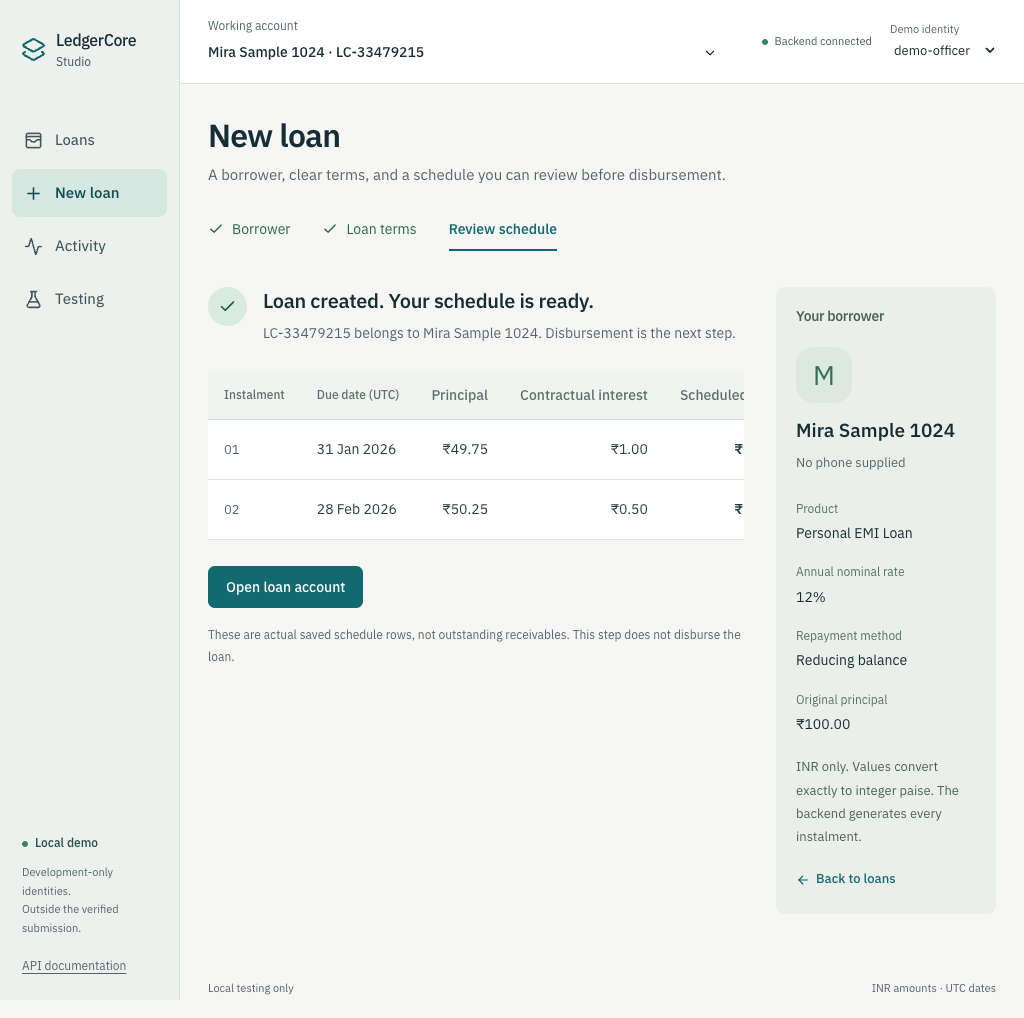 LedgerCore
Studio
Loans
New loan
Activity
Testing
Local demo
Development-only
identities.
Outside the verified
submission.
API documentation
Working account
Mira Sample 1024 · LC-33479215
Backend connected
Demo identity
demo-officer
New loan
A borrower, clear terms, and a schedule you can review before disbursement.
Borrower
Loan terms
Review schedule
Loan created. Your schedule is ready.
LC-33479215 belongs to Mira Sample 1024. Disbursement is the next step.
Instalment Due date (UTC) Principal Contractual interest Scheduled
01 31 Jan 2026 ₹49.75 ₹1.00 ₹
02 28 Feb 2026 ₹50.25 ₹0.50 ₹
Open loan account
These are actual saved schedule rows, not outstanding receivables. This step does not disburse the
loan.
Your borrower
M
Mira Sample 1024
No phone supplied
Product
Personal EMI Loan
Annual nominal rate
12%
Repayment method
Reducing balance
Original principal
₹100.00
INR only. Values convert
exactly to integer paise. The
backend generates every
instalment.
Back to loans
Local testing only
INR amounts · UTC dates